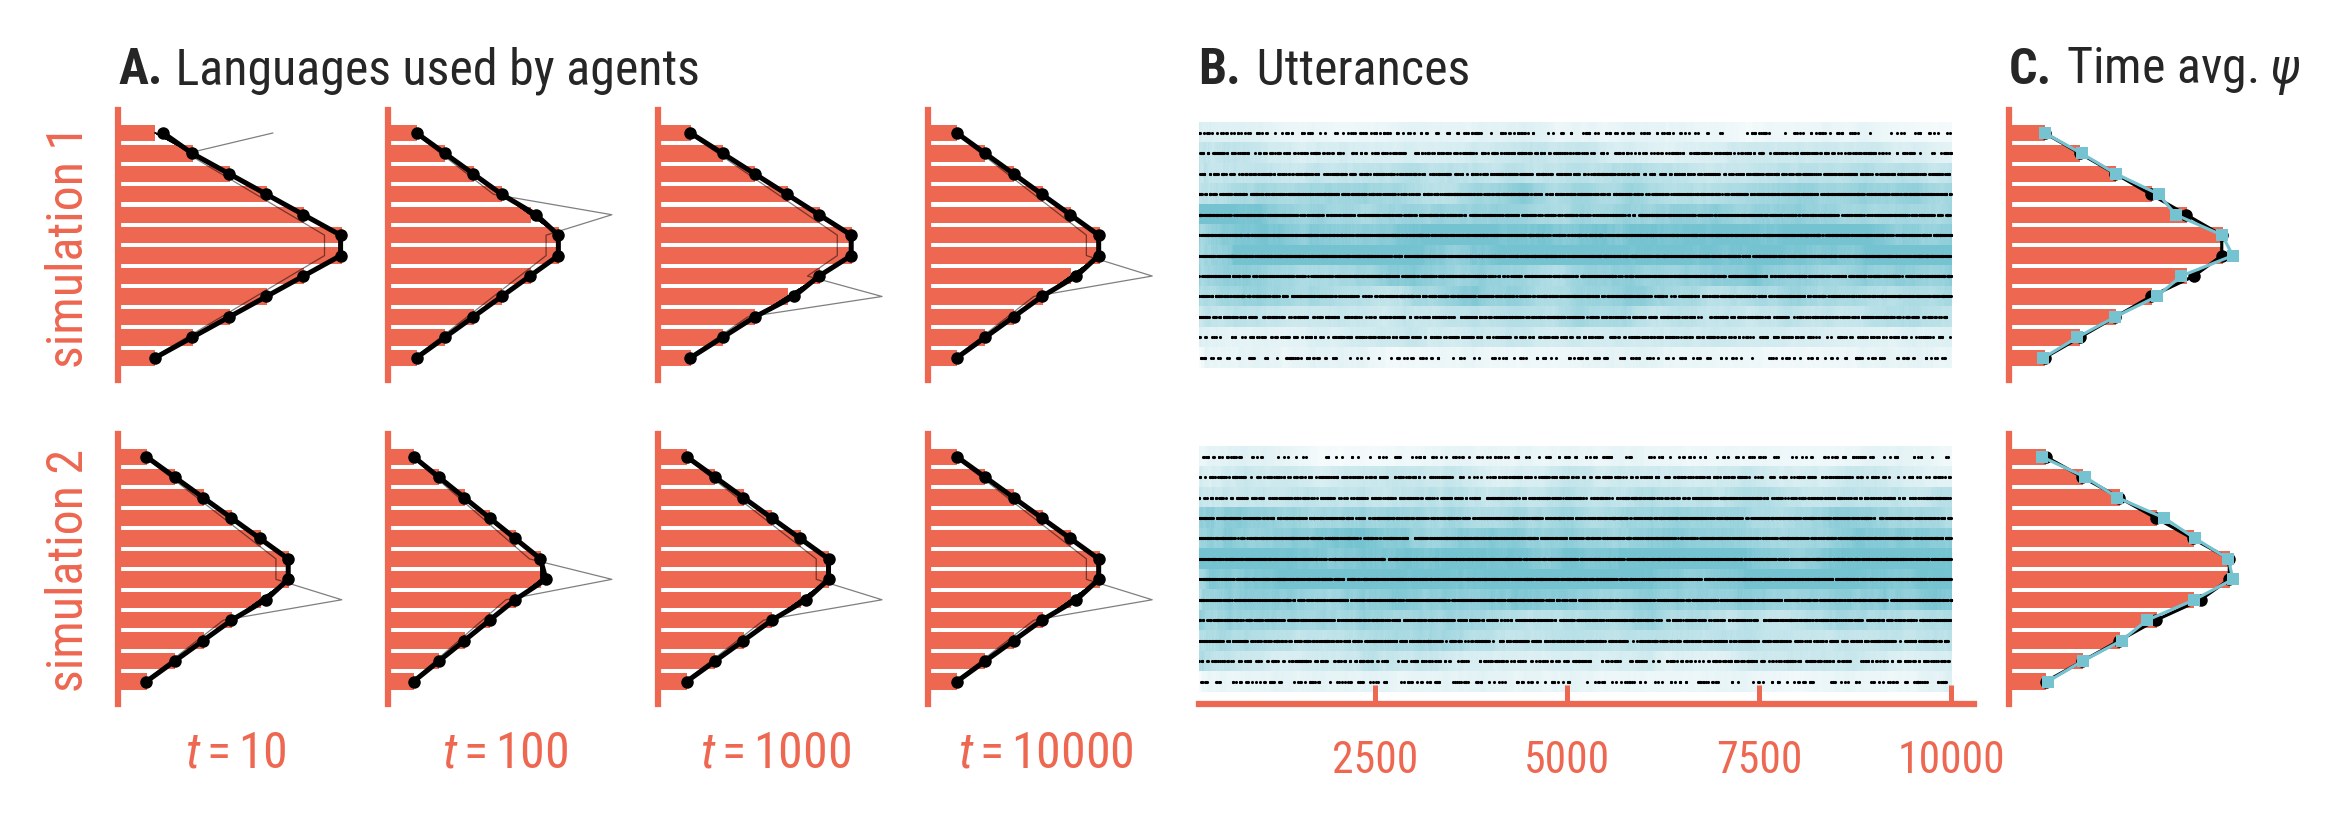 A. Languages used by agents
B. Utterances
C. Time avg. ψ
simulation 1
simulation 2
t = 10
t = 100
t = 1000
t = 10000
2500
5000
7500
10000